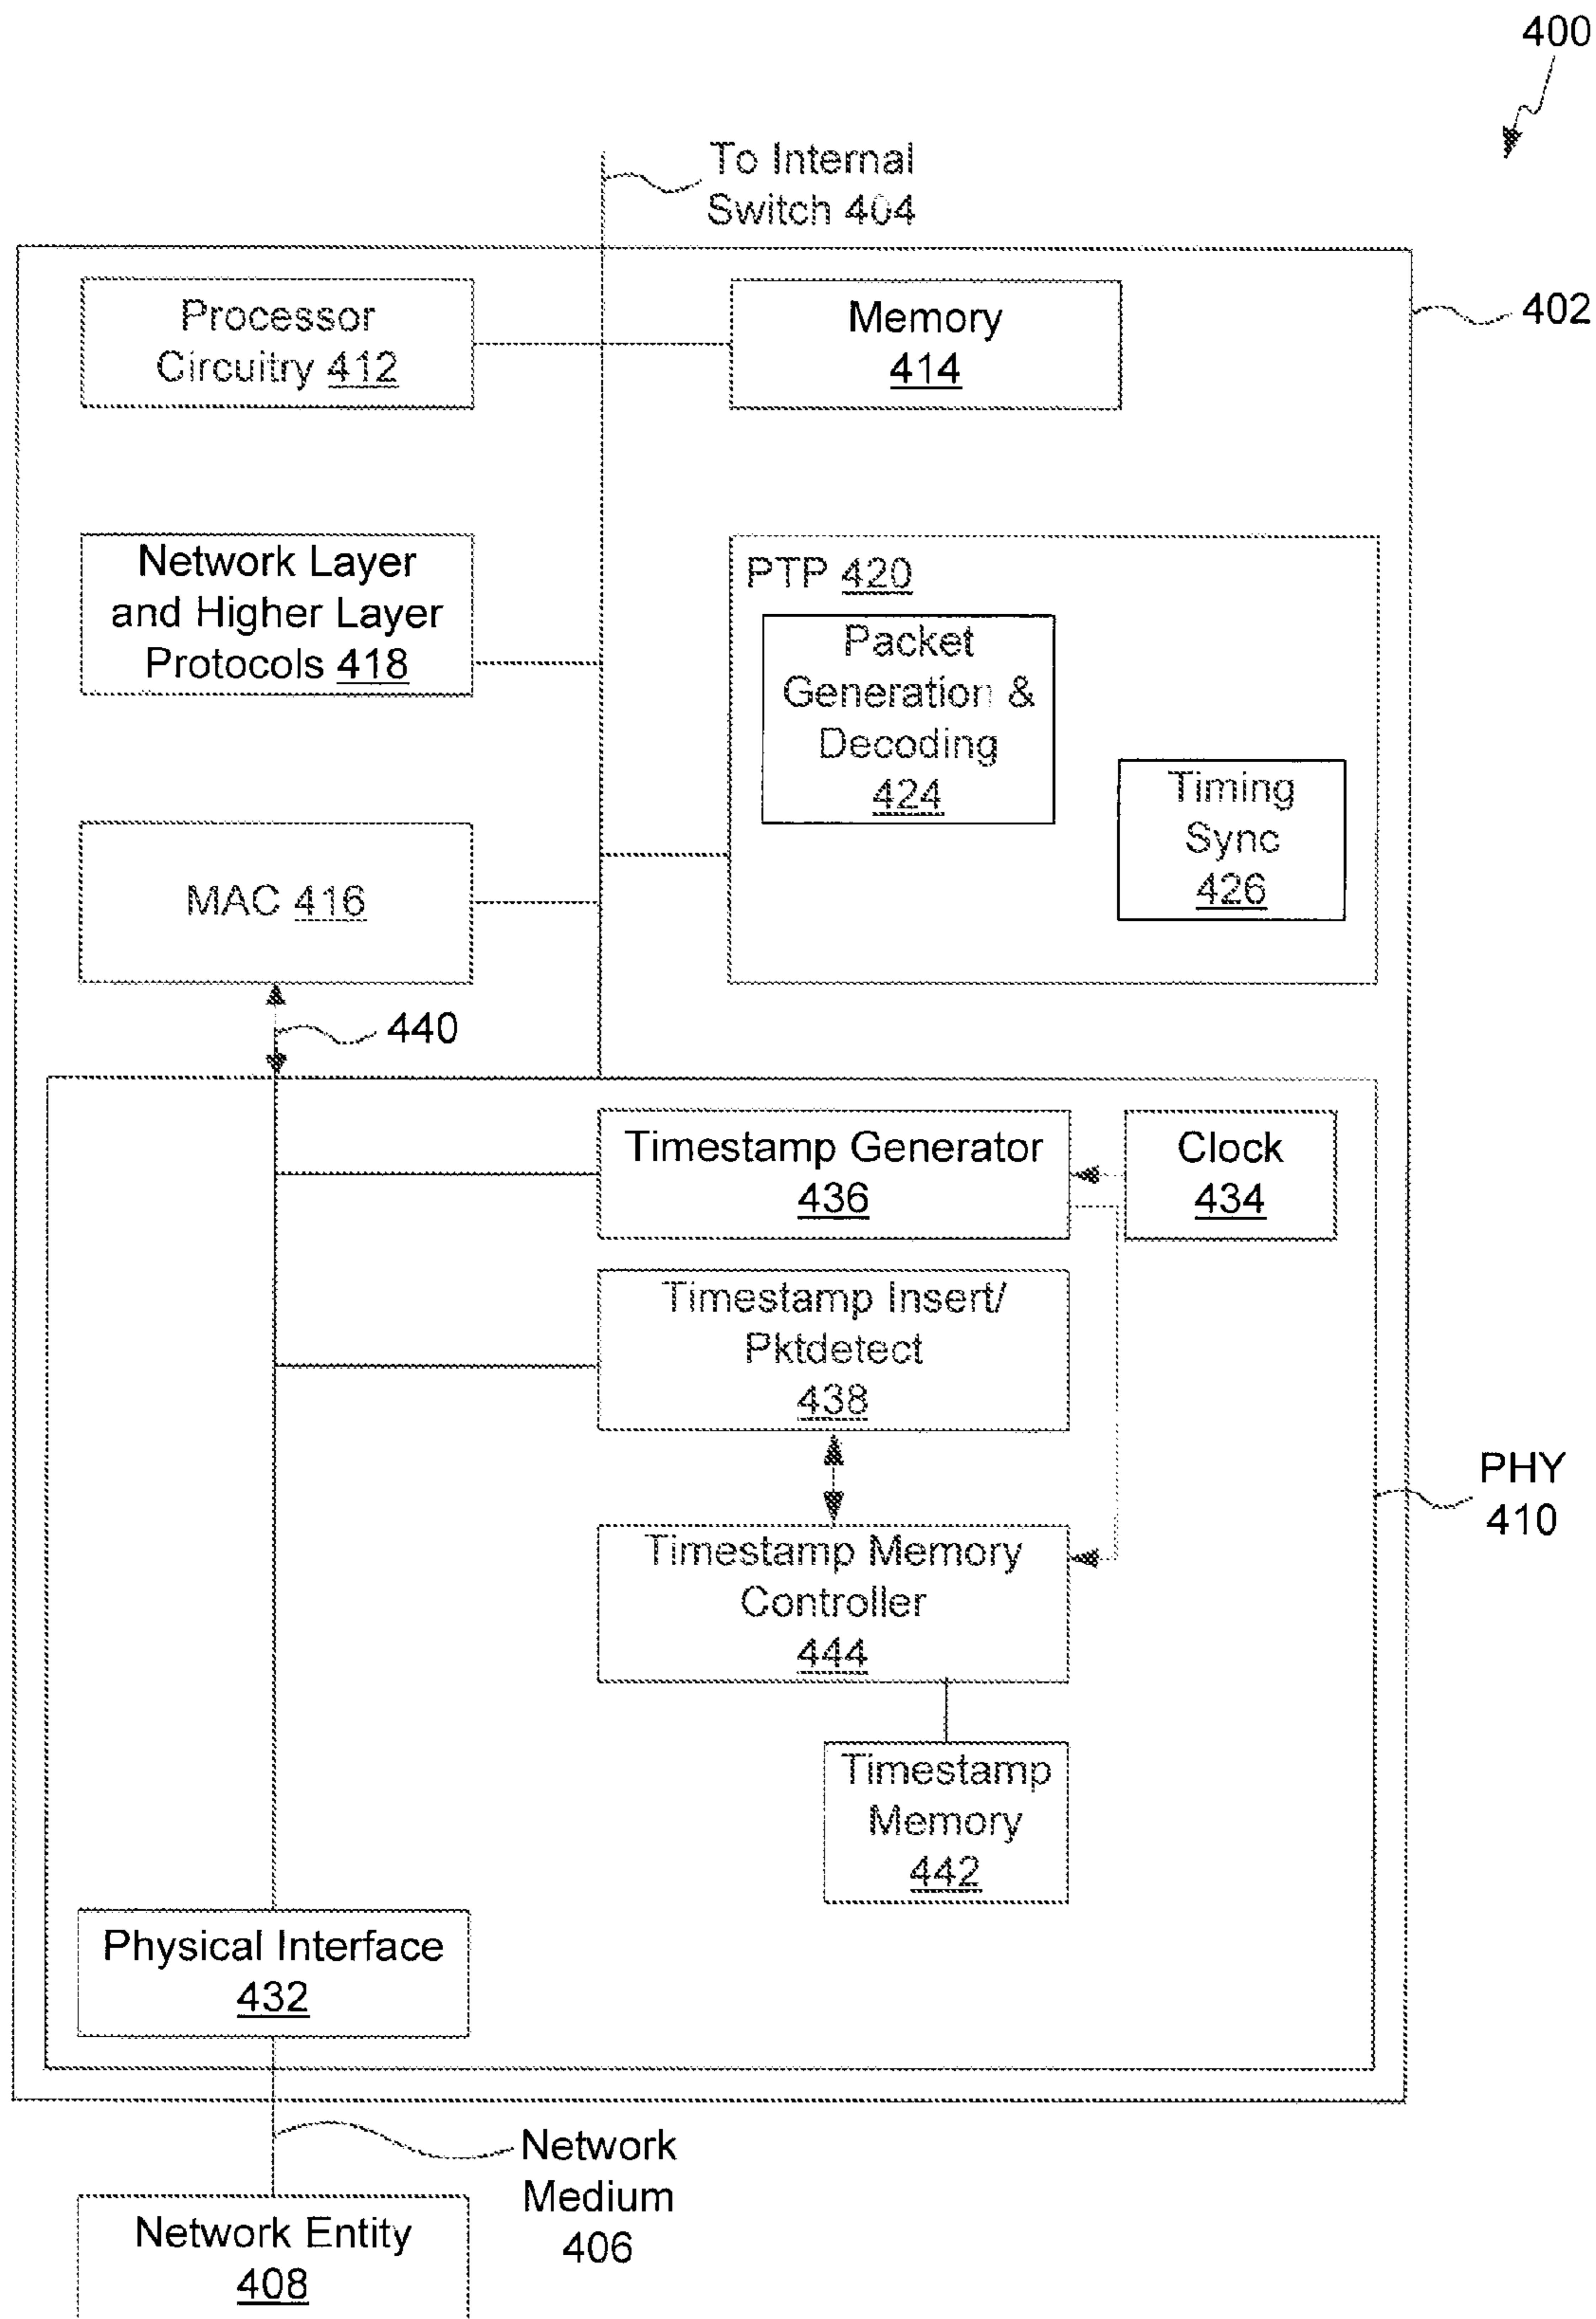 400
To Internal
Switch 404
402
Processor
Circuitry 412
Memory
414
Network Layer
and Higher Layer
Protocols 418
PTP 420
Packet
Generation &
Decoding
424
Timing
Sync
426
MAC 416
440
Timestamp Generator
436
Clock
434
Timestamp Insert/
Pktdetect
438
PHY
410
Timestamp Memory
Controller
444
Timestamp
Memory
442
Physical Interface
432
Network
Medium
406
Network Entity
408